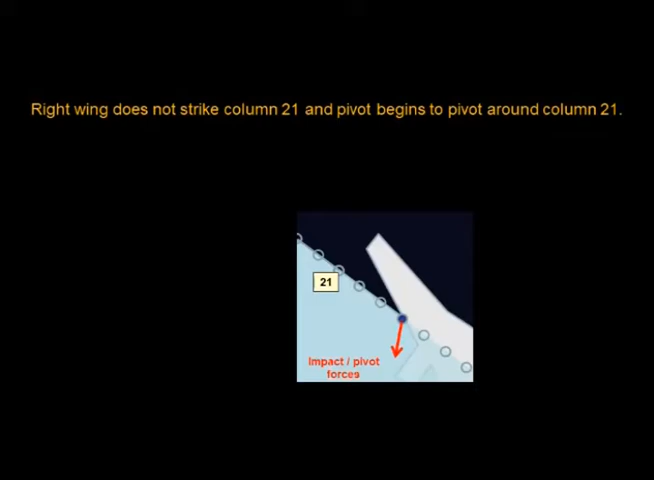 Right wing does not strike column 21 and pivot begins to pivot around column 21.
21
Impact / pivot
forces